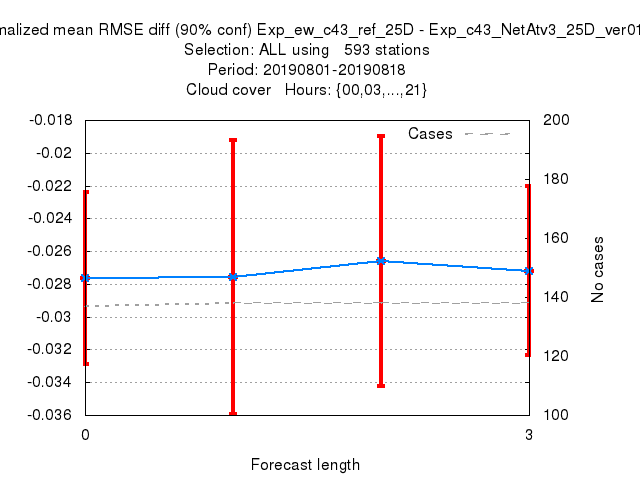 malized mean RMSE diff (90% conf) Exp_ew_c43_ref_25D - Exp_c43_NetAtv3_25D_ver01
Selection: ALL using 593 stations
Period: 20190801-20190818
Cloud cover Hours: {00,03,...,21}
-0.018
-0.02
-0.022
-0.024
-0.026
-0.028
-0.03
-0.032
-0.034
-0.036
Cases
200
180
160
140
120
100
No cases
0
3
Forecast length